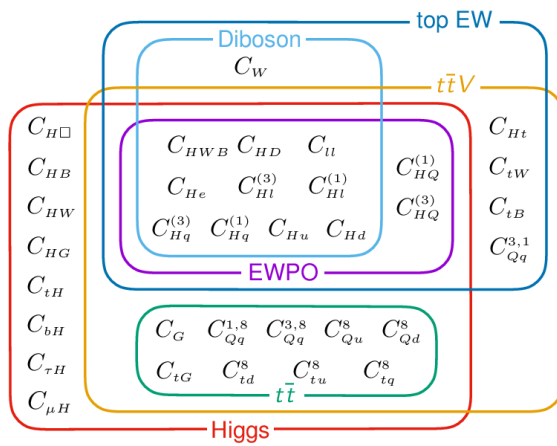 top EW
Diboson
C_W
tt̄V
C_{H□}
C_{HWB} C_{HD} C_{ll}
C_{Ht}
C_{HB}
C_{HQ}^{(1)}
C_{He} C_{Hl}^{(3)} C_{Hl}^{(1)}
C_{tW}
C_{HW}
C_{HQ}^{(3)}
C_{tB}
C_{Hq}^{(3)} C_{Hq}^{(1)} C_{Hu} C_{Hd}
C_{HG}
C_{Qq}^{3,1}
EWPO
C_{tH}
C_{bH}
C_G C_{Qq}^{1,8} C_{Qq}^{3,8} C_{Qu}^{8} C_{Qd}^{8}
C_{τH}
C_{tG} C_{td}^{8} C_{tu}^{8} C_{tq}^{8}
tt̄
C_{μH}
Higgs